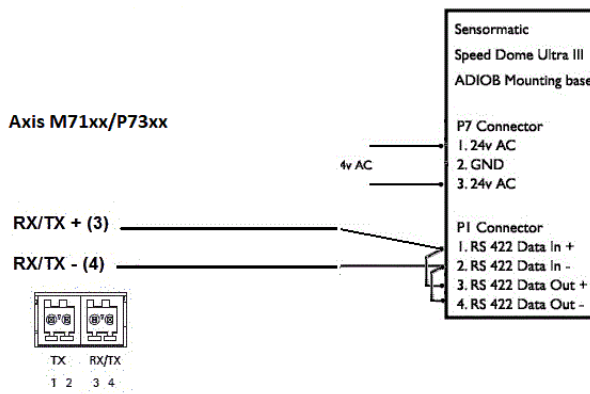 Sensormatic
Speed Dome Ultra III
ADIOB Mounting base
Axis M71xx/P73xx
P7 Connector
1. 24v AC
4v AC
2. GND
3. 24v AC
RX/TX + (3)
P1 Connector
1. RS 422 Data In +
RX/TX - (4)
2. RS 422 Data In -
3. RS 422 Data Out +
4. RS 422 Data Out -
TX RX/TX
1 2 3 4